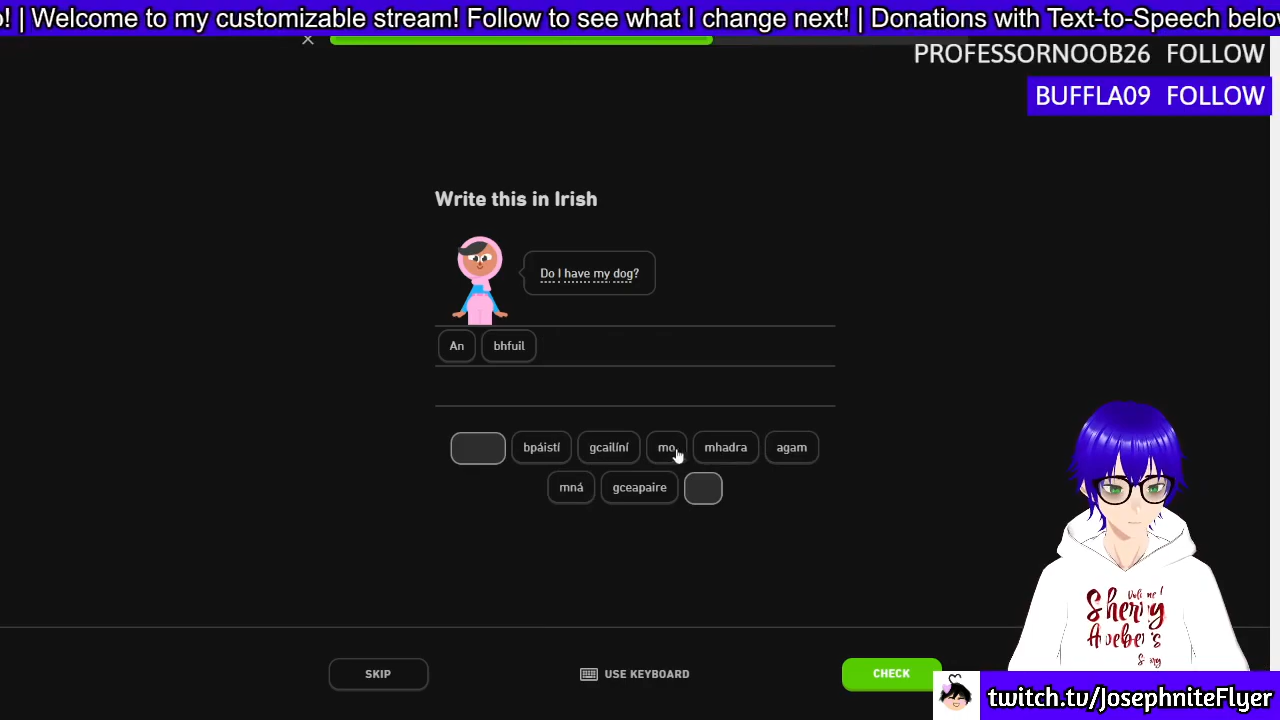 o! | Welcome to my customizable stream! Follow to see what I change next! | Donations with Text-to-Speech below
PROFESSORNOOB26 FOLLOW
BUFFLA09 FOLLOW
Write this in Irish
Do I have my dog?
An bhfuil
bpáistí gcailíní mo mhadra agam
mná gceapaire
SKIP
USE KEYBOARD
CHECK
Sherry
twitch.tv/JosephniteFlyer